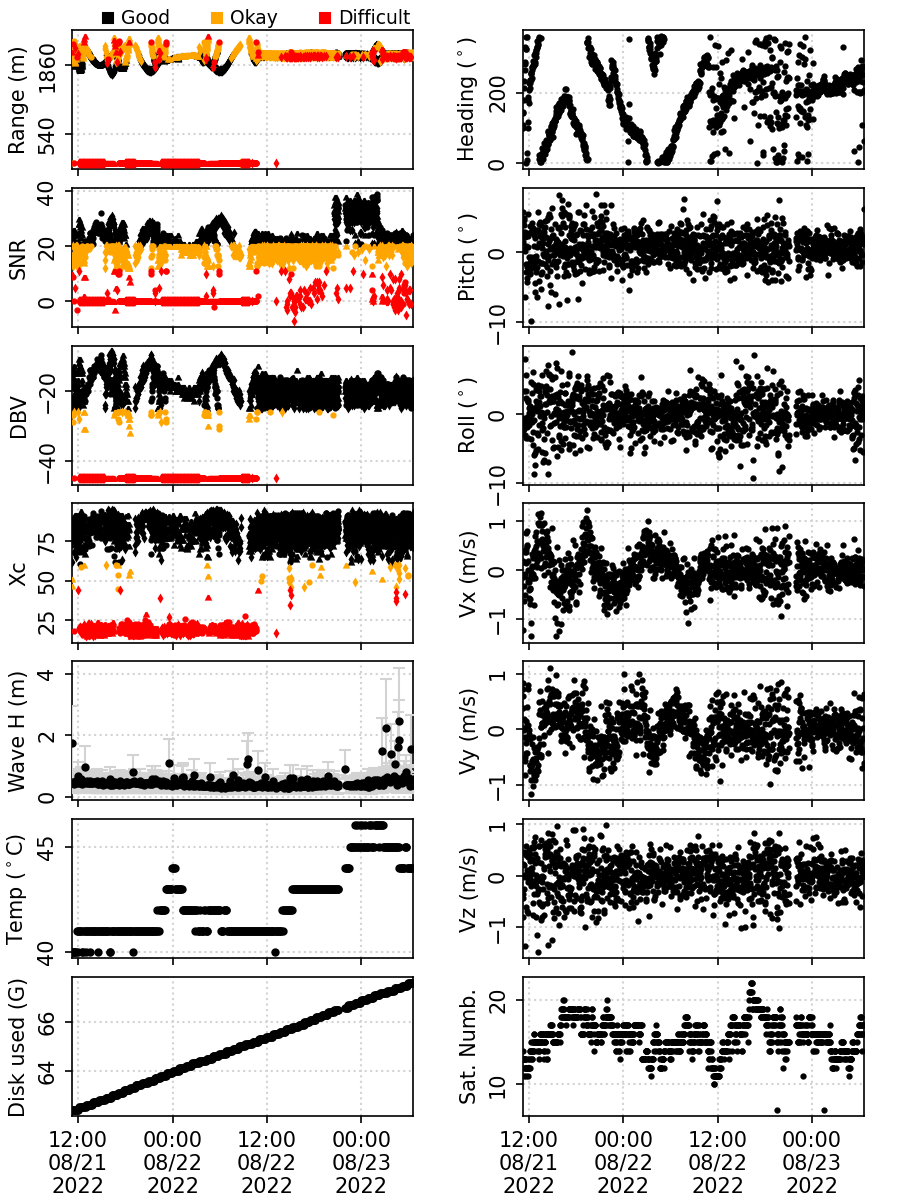 Good Okay Difficult
Range (m)
1860
540
Heading (°)
200
0
SNR
40
20
0
Pitch (°)
0
−10
DBV
−20
−40
Roll (°)
0
−10
Xc
75
50
25
Vx (m/s)
1
0
−1
Wave H (m)
4
2
0
Vy (m/s)
1
0
−1
Temp (°C)
45
40
Vz (m/s)
1
0
−1
Disk used (G)
66
64
Sat. Numb.
20
10
12:00 00:00 12:00 00:00
08/21 08/22 08/22 08/23
2022 2022 2022 2022
12:00 00:00 12:00 00:00
08/21 08/22 08/22 08/23
2022 2022 2022 2022